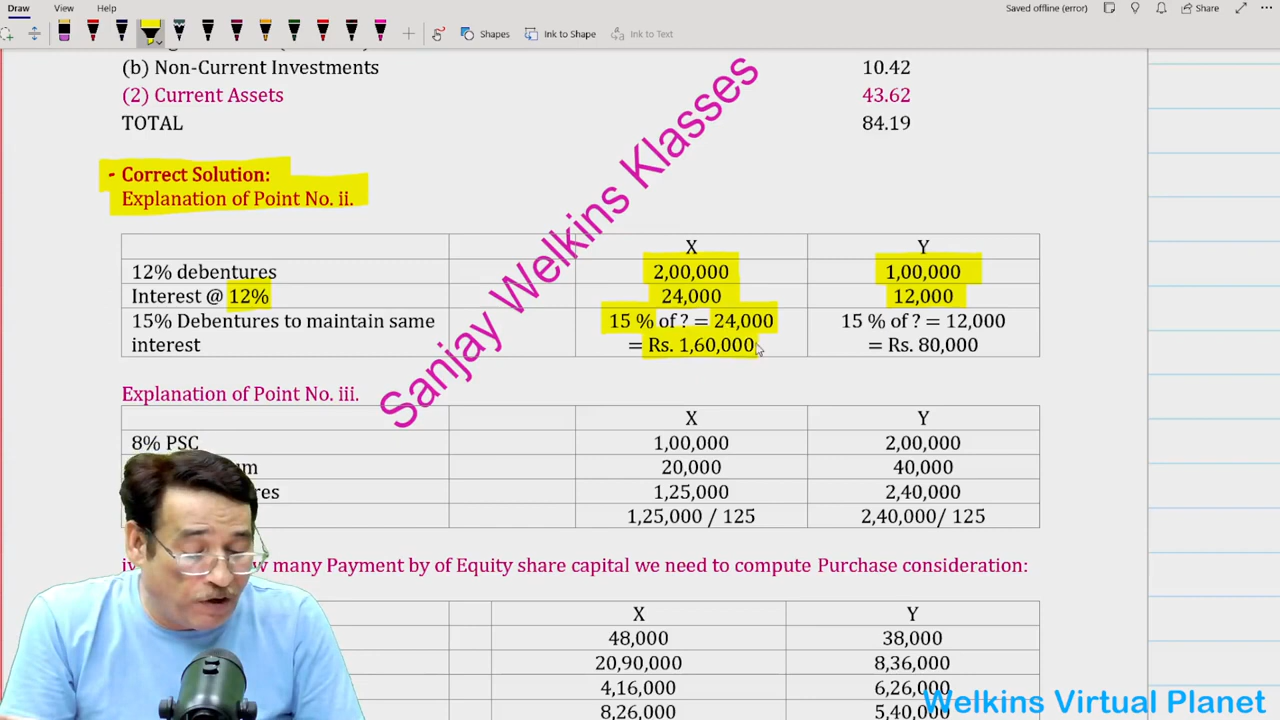 Draw View Help Saved offline (error) Share
Shapes Ink to Shape Ink to Text
(b) Non-Current Investments 10.42
(2) Current Assets 43.62
TOTAL 84.19
- Correct Solution:
Explanation of Point No. ii.
X Y
12% debentures 2,00,000 1,00,000
Interest @ 12% 24,000 12,000
15% Debentures to maintain same 15 % of ? = 24,000 15 % of ? = 12,000
interest = Rs. 1,60,000 = Rs. 80,000
Explanation of Point No. iii.
X Y
8% PSC 1,00,000 2,00,000
20,000 40,000
1,25,000 2,40,000
1,25,000 / 125 2,40,000/ 125
many Payment by of Equity share capital we need to compute Purchase consideration:
X Y
48,000 38,000
20,90,000 8,36,000
4,16,000 6,26,000
8,26,000 5,40,000
Sanjay Welkins Klasses
Welkins Virtual Planet